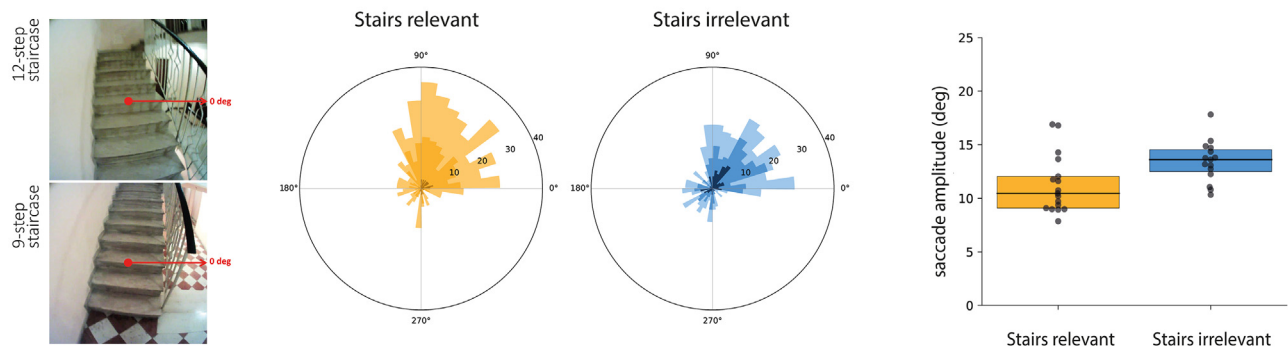 12-step
staircase
0 deg
9-step
staircase
0 deg
Stairs relevant
90°
180°
0°
270°
10
20
30
40
Stairs irrelevant
90°
180°
0°
270°
10
20
30
40
saccade amplitude (deg)
25
20
15
10
5
0
Stairs relevant
Stairs irrelevant